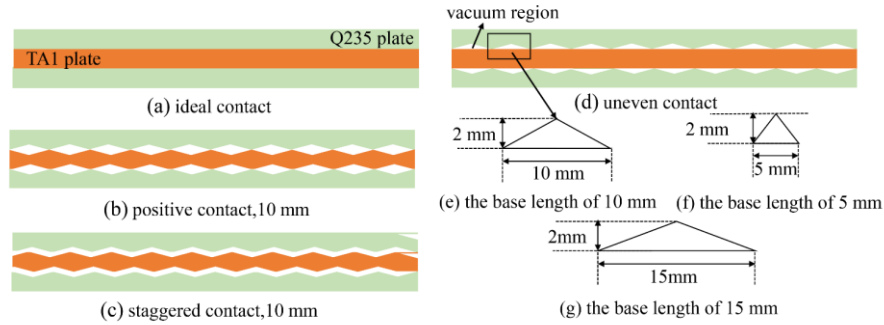 Q235 plate
TA1 plate
(a) ideal contact
(b) positive contact,10 mm
(c) staggered contact,10 mm
vacuum region
(d) uneven contact
2 mm
10 mm
(e) the base length of 10 mm
2 mm
5 mm
(f) the base length of 5 mm
2mm
15mm
(g) the base length of 15 mm